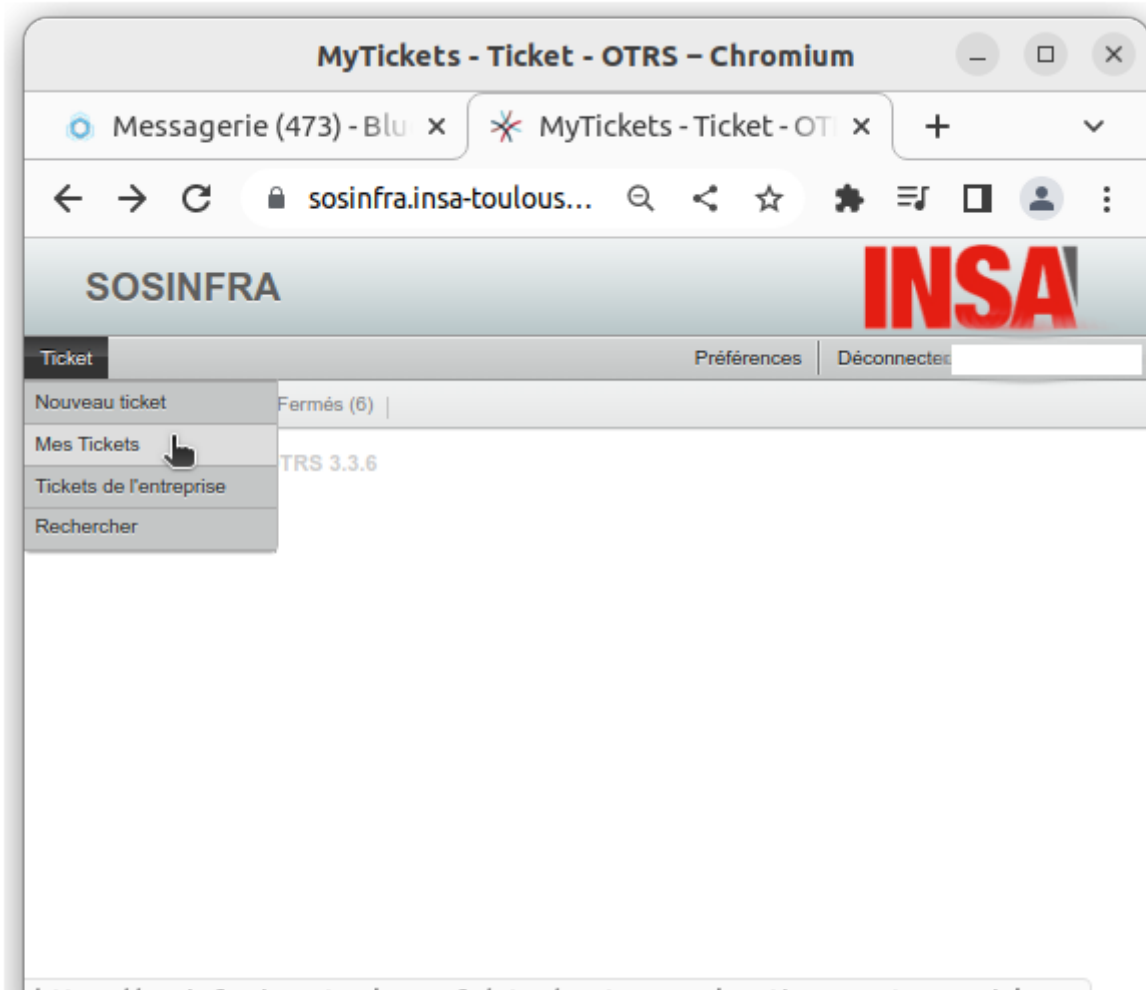 MyTickets - Ticket - OTRS – Chromium
Messagerie (473) - Blu
MyTickets - Ticket - OT
sosinfra.insa-toulous...
SOSINFRA
INSA
Ticket
Préférences
Déconnectec
Nouveau ticket
Fermés (6)
Mes Tickets
TRS 3.3.6
Tickets de l'entreprise
Rechercher